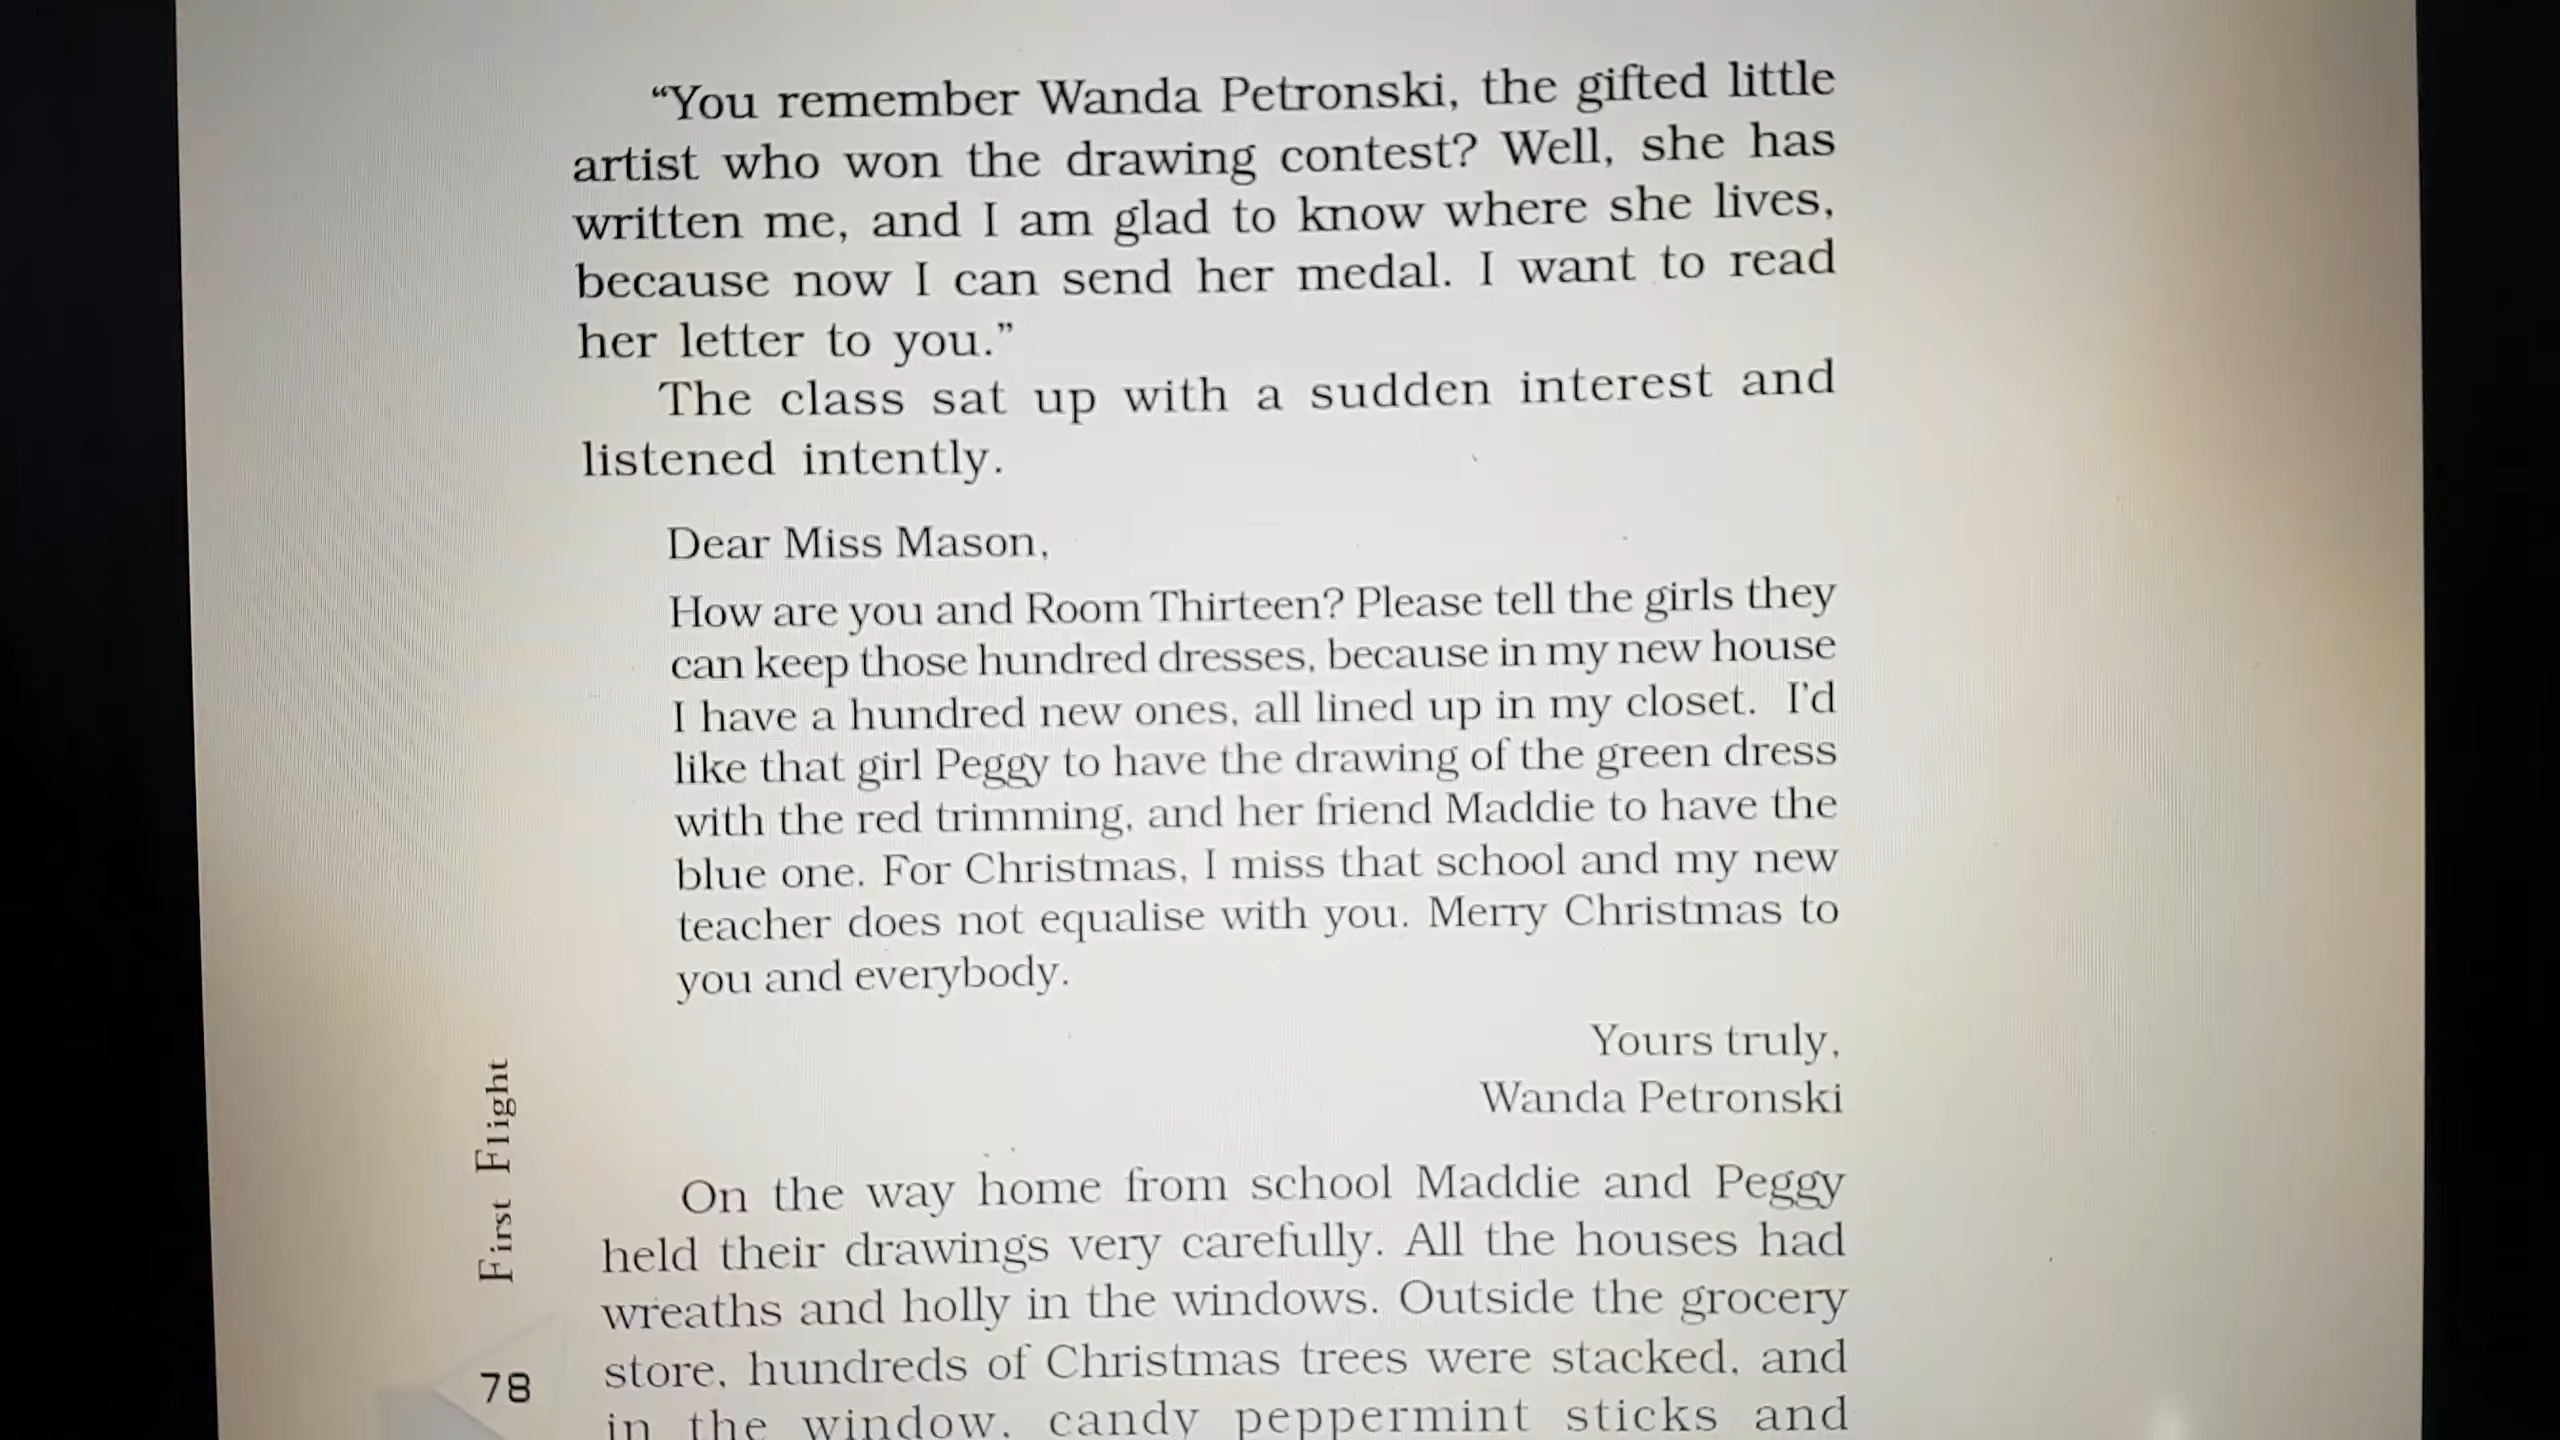 “You remember Wanda Petronski, the gifted little
artist who won the drawing contest? Well, she has
written me, and I am glad to know where she lives,
because now I can send her medal. I want to read
her letter to you.”
The class sat up with a sudden interest and
listened intently.
Dear Miss Mason,
How are you and Room Thirteen? Please tell the girls they
can keep those hundred dresses, because in my new house
I have a hundred new ones, all lined up in my closet. I’d
like that girl Peggy to have the drawing of the green dress
with the red trimming, and her friend Maddie to have the
blue one. For Christmas, I miss that school and my new
teacher does not equalise with you. Merry Christmas to
you and everybody.
Yours truly,
Wanda Petronski
On the way home from school Maddie and Peggy
held their drawings very carefully. All the houses had
wreaths and holly in the windows. Outside the grocery
store, hundreds of Christmas trees were stacked, and
in the window, candy peppermint sticks and
First Flight
78